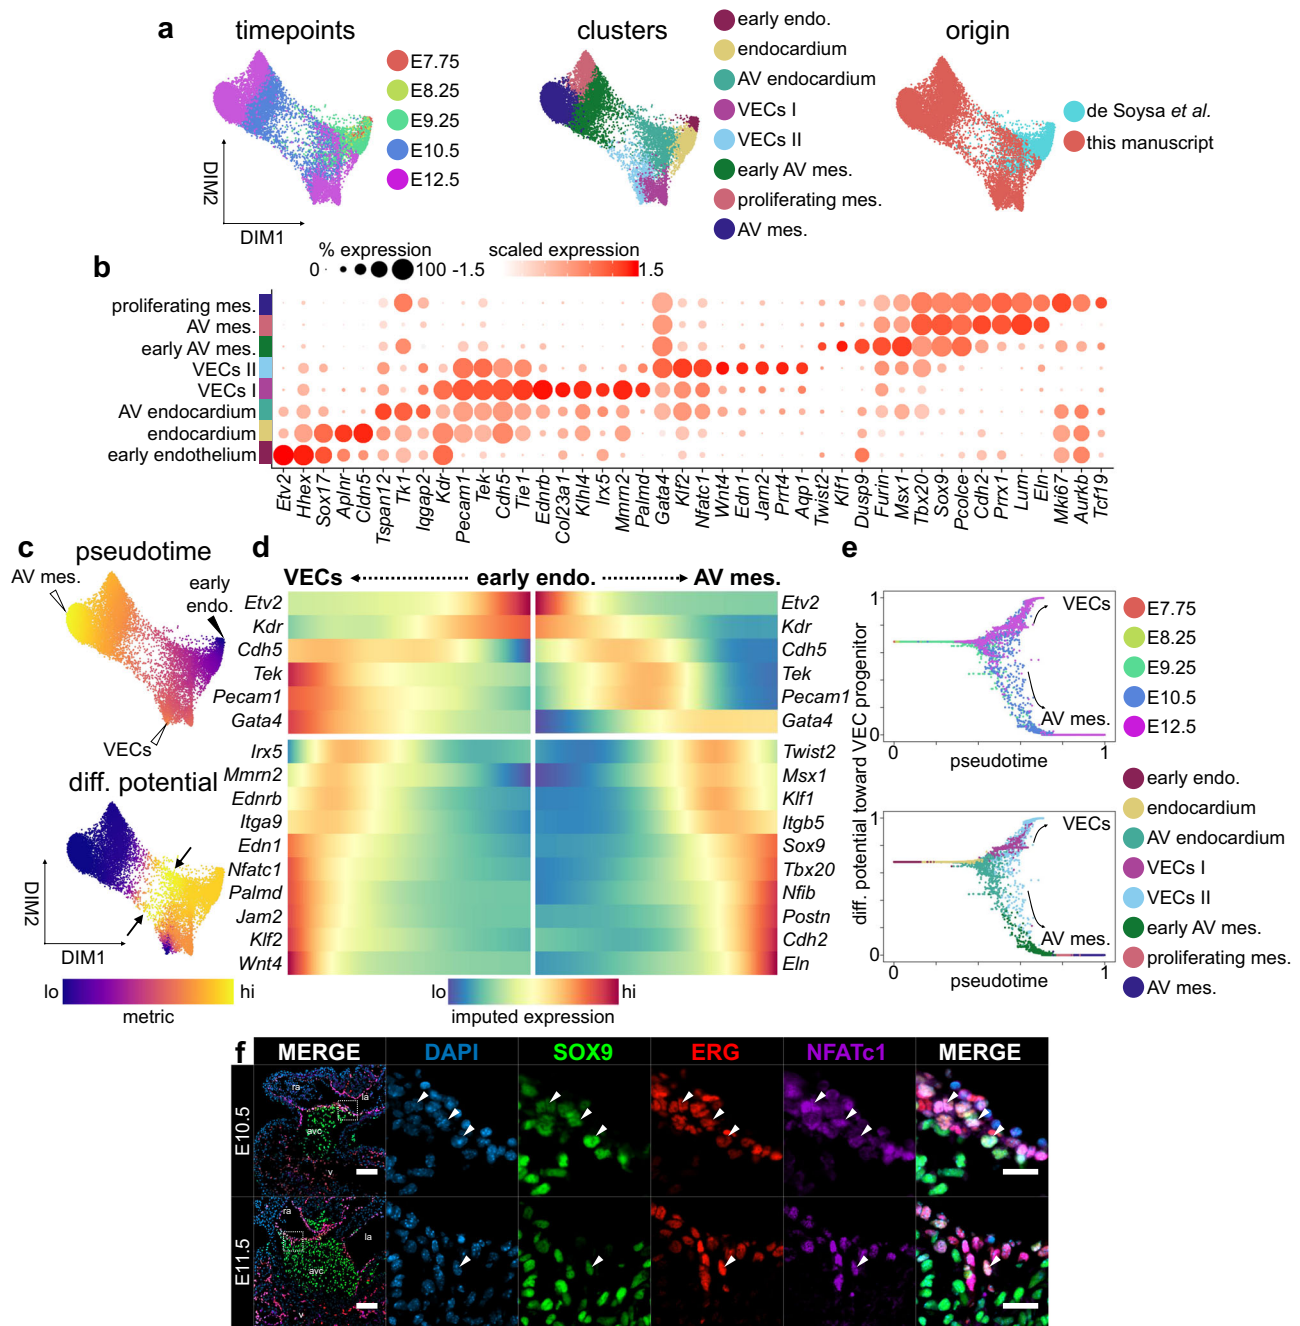 a
timepoints
E7.75
E8.25
E9.25
E10.5
E12.5
DIM2
DIM1
clusters
early endo.
endocardium
AV endocardium
VECs I
VECs II
early AV mes.
proliferating mes.
AV mes.
origin
de Soysa et al.
this manuscript
b
% expression
0 100
scaled expression
-1.5 1.5
proliferating mes.
AV mes.
early AV mes.
VECs II
VECs I
AV endocardium
endocardium
early endothelium
Etv2
Hhex
Sox17
Aplnr
Cldn5
Tspan12
Tk1
Iqgap2
Kdr
Pecam1
Tek
Cdh5
Tie1
Ednrb
Col23a1
Klhl4
Irx5
Mmrn2
Palmd
Gata4
Klf2
Nfatc1
Wnt4
Edn1
Jam2
Prrt4
Aqp1
Twist2
Klf1
Dusp9
Furin
Msx1
Tbx20
Sox9
Pcolce
Cdh2
Prrx1
Lum
Eln
Mki67
Aurkb
Tcf19
c
pseudotime
AV mes.
early
endo.
VECs
diff. potential
DIM2
DIM1
lo hi
metric
d
VECs early endo. AV mes.
Etv2 Etv2
Kdr Kdr
Cdh5 Cdh5
Tek Tek
Pecam1 Pecam1
Gata4 Gata4
Irx5 Twist2
Mmrn2 Msx1
Ednrb Klf1
Itga9 Itgb5
Edn1 Sox9
Nfatc1 Tbx20
Palmd Nfib
Jam2 Postn
Klf2 Cdh2
Wnt4 Eln
lo hi
imputed expression
e
diff. potential toward VEC progenitor
1
0
VECs
AV mes.
0 1
pseudotime
E7.75
E8.25
E9.25
E10.5
E12.5
1
0
VECs
AV mes.
0 1
pseudotime
early endo.
endocardium
AV endocardium
VECs I
VECs II
early AV mes.
proliferating mes.
AV mes.
f
MERGE DAPI SOX9 ERG NFATc1 MERGE
E10.5
ra
la
avc
v
E11.5
ra
la
avc
v